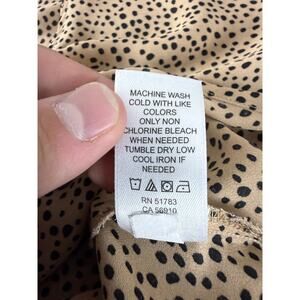 MACHINE WASH
COLD WITH LIKE
COLORS
ONLY NON
CHLORINE BLEACH
WHEN NEEDED
TUMBLE DRY LOW
COOL IRON IF
NEEDED
RN 51783
CA 56910